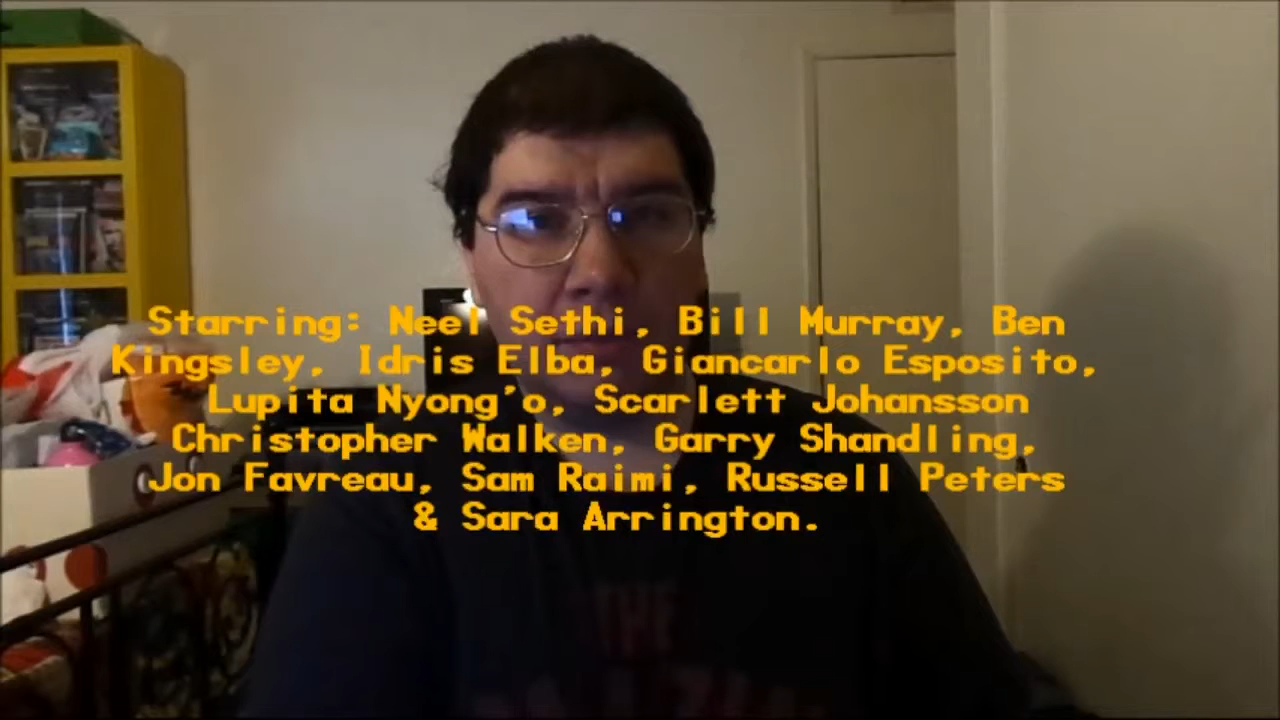 Starring: Neel Sethi, Bill Murray, Ben
Kingsley, Idris Elba, Giancarlo Esposito,
Lupita Nyong'o, Scarlett Johansson
Christopher Walken, Garry Shandling,
Jon Favreau, Sam Raimi, Russell Peters
& Sara Arrington.
THE